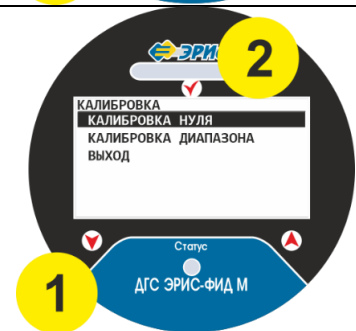 ЭРИС
2
КАЛИБРОВКА
КАЛИБРОВКА НУЛЯ
КАЛИБРОВКА ДИАПАЗОНА
ВЫХОД
Статус
1
ДГС ЭРИС-ФИД М